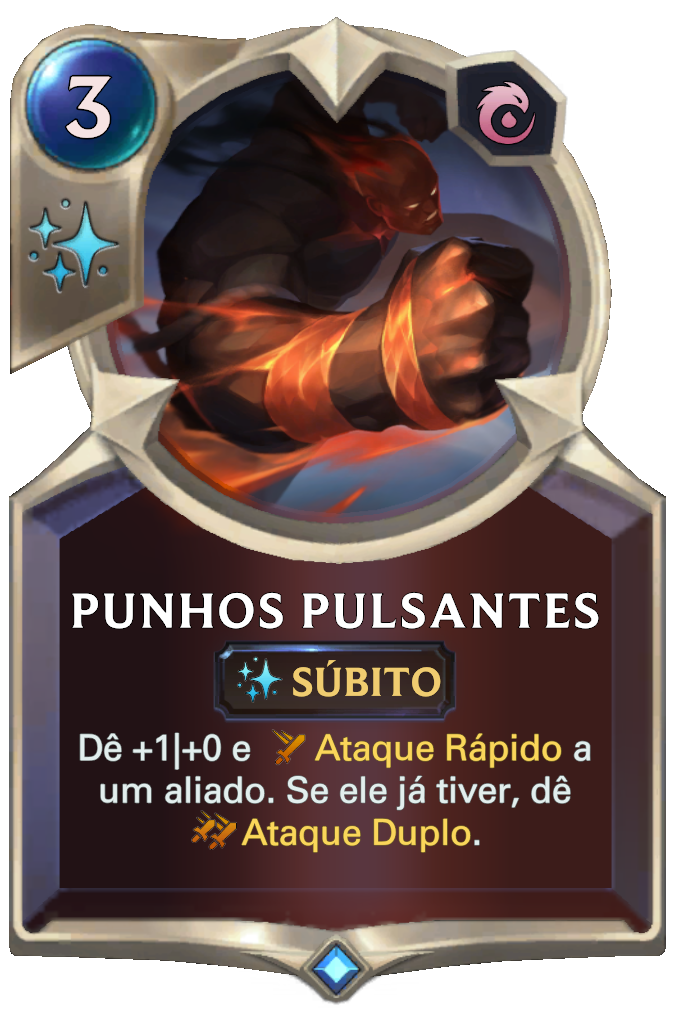 3
PUNHOS PULSANTES
SÚBITO
Dê +1|+0 e Ataque Rápido a
um aliado. Se ele já tiver, dê
Ataque Duplo.